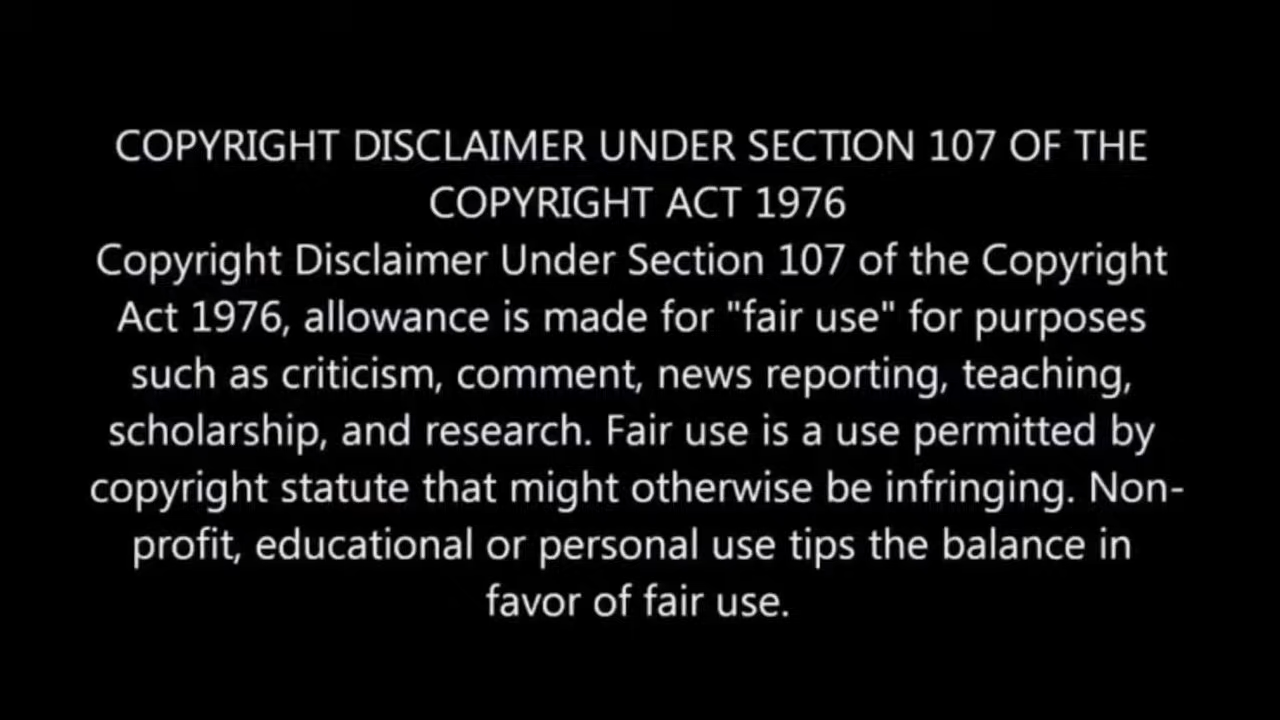 COPYRIGHT DISCLAIMER UNDER SECTION 107 OF THE
COPYRIGHT ACT 1976
Copyright Disclaimer Under Section 107 of the Copyright
Act 1976, allowance is made for "fair use" for purposes
such as criticism, comment, news reporting, teaching,
scholarship, and research. Fair use is a use permitted by
copyright statute that might otherwise be infringing. Non-
profit, educational or personal use tips the balance in
favor of fair use.